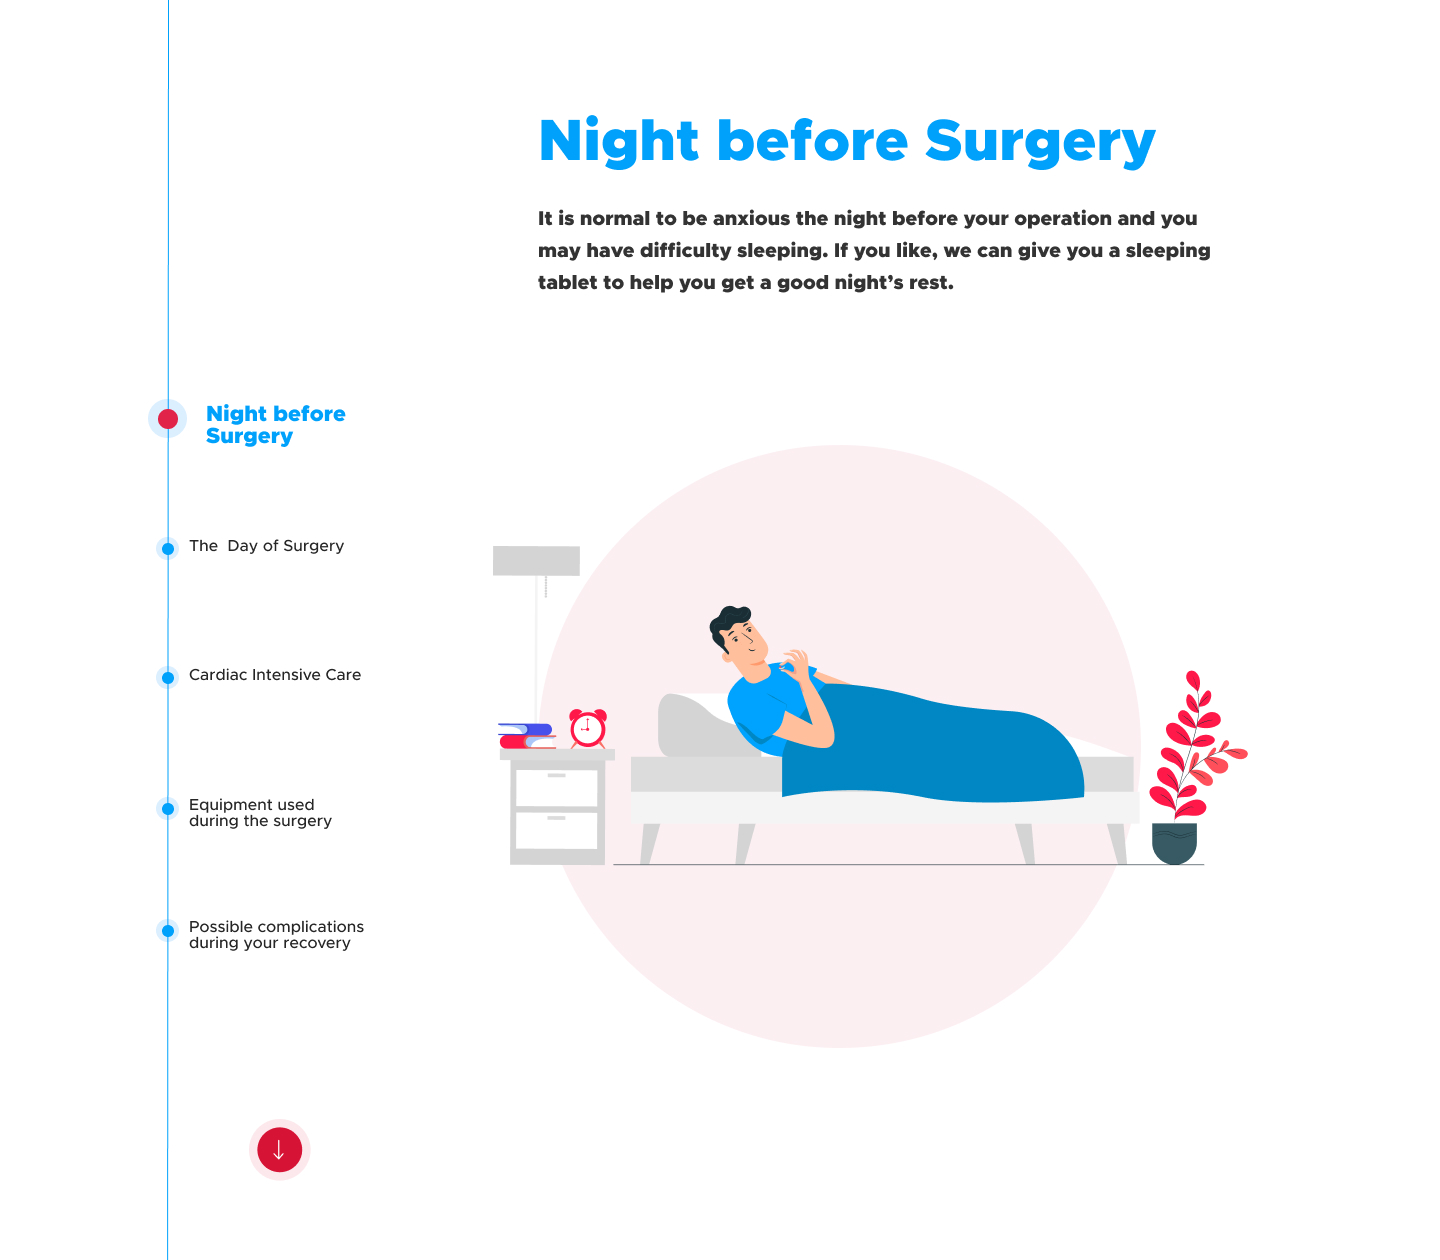 Night before Surgery
It is normal to be anxious the night before your operation and you
may have difficulty sleeping. If you like, we can give you a sleeping
tablet to help you get a good night’s rest.
Night before
Surgery
The  Day of Surgery
Cardiac Intensive Care
Equipment used
during the surgery
Possible complications
during your recovery